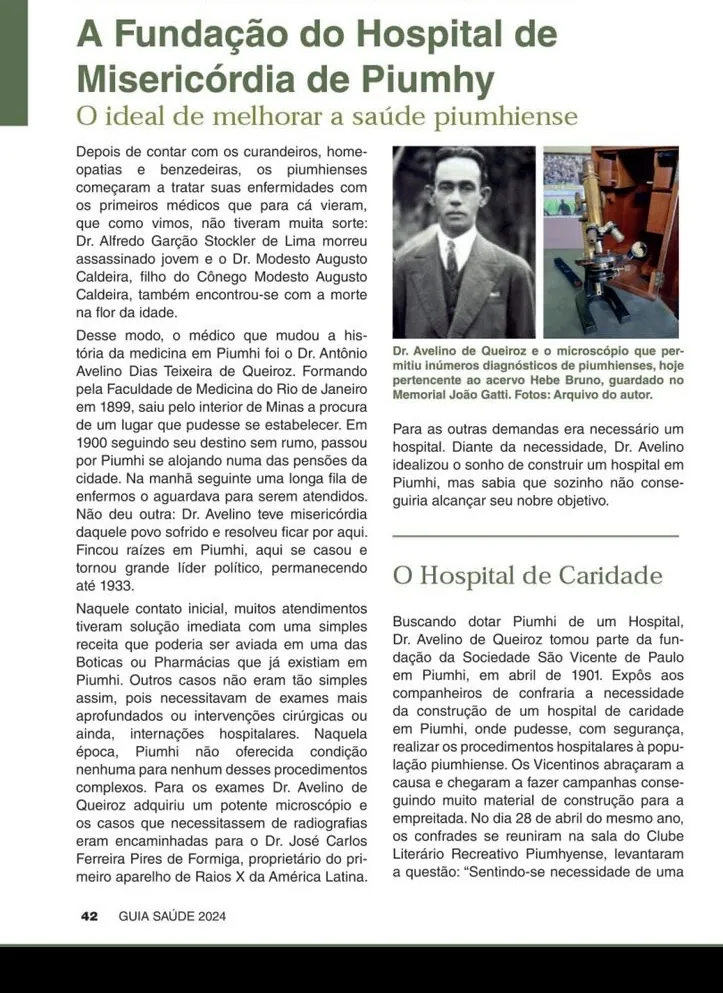 A Fundação do Hospital de
Misericórdia de Piumhy
O ideal de melhorar a saúde piumhiense
Depois de contar com os curandeiros, home-
opatias e benzedeiras, os piumhienses
começaram a tratar suas enfermidades com
os primeiros médicos que para cá vieram,
que como vimos, não tiveram muita sorte:
Dr. Alfredo Garção Stockler de Lima morreu
assassinado jovem e o Dr. Modesto Augusto
Caldeira, filho do Cônego Modesto Augusto
Caldeira, também encontrou-se com a morte
na flor da idade.
Desse modo, o médico que mudou a his-
tória da medicina em Piumhi foi o Dr. Antônio
Avelino Dias Teixeira de Queiroz. Formando
pela Faculdade de Medicina do Rio de Janeiro
em 1899, saiu pelo interior de Minas a procura
de um lugar que pudesse se estabelecer. Em
1900 seguindo seu destino sem rumo, passou
por Piumhi se alojando numa das pensões da
cidade. Na manhã seguinte uma longa fila de
enfermos o aguardava para serem atendidos.
Não deu outra: Dr. Avelino teve misericórdia
daquele povo sofrido e resolveu ficar por aqui.
Fincou raízes em Piumhi, aqui se casou e
tornou grande líder político, permanecendo
até 1933.
Naquele contato inicial, muitos atendimentos
tiveram solução imediata com uma simples
receita que poderia ser aviada em uma das
Boticas ou Pharmácias que já existiam em
Piumhi. Outros casos não eram tão simples
assim, pois necessitavam de exames mais
aprofundados ou intervenções cirúrgicas ou
ainda, internações hospitalares. Naquela
época, Piumhi não oferecida condição
nenhuma para nenhum desses procedimentos
complexos. Para os exames Dr. Avelino de
Queiroz adquiriu um potente microscópio e
os casos que necessitassem de radiografias
eram encaminhadas para o Dr. José Carlos
Ferreira Pires de Formiga, proprietário do pri-
meiro aparelho de Raios X da América Latina.
Dr. Avelino de Queiroz e o microscópio que per-
mitiu inúmeros diagnósticos de piumhienses, hoje
pertencente ao acervo Hebe Bruno, guardado no
Memorial João Gatti. Fotos: Arquivo do autor.
Para as outras demandas era necessário um
hospital. Diante da necessidade, Dr. Avelino
idealizou o sonho de construir um hospital em
Piumhi, mas sabia que sozinho não conse-
guiria alcançar seu nobre objetivo.
O Hospital de Caridade
Buscando dotar Piumhi de um Hospital,
Dr. Avelino de Queiroz tomou parte da fun-
dação da Sociedade São Vicente de Paulo
em Piumhi, em abril de 1901. Expôs aos
companheiros de confraria a necessidade
da construção de um hospital de caridade
em Piumhi, onde pudesse, com segurança,
realizar os procedimentos hospitalares à popu-
lação piumhiense. Os Vicentinos abraçaram a
causa e chegaram a fazer campanhas conse-
guindo muito material de construção para a
empreitada. No dia 28 de abril do mesmo ano,
os confrades se reuniram na sala do Clube
Literário Recreativo Piumhyense, levantaram
a questão: “Sentindo-se necessidade de uma
42 GUIA SAÚDE 2024